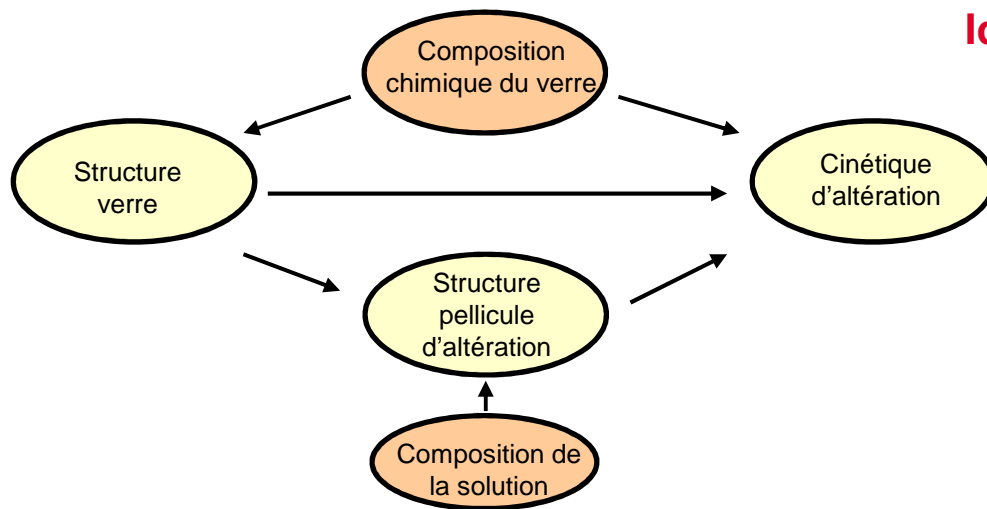 Composition
chimique du verre
Structure
verre
Cinétique
d'altération
Structure
pellicule
d'altération
Composition de
la solution